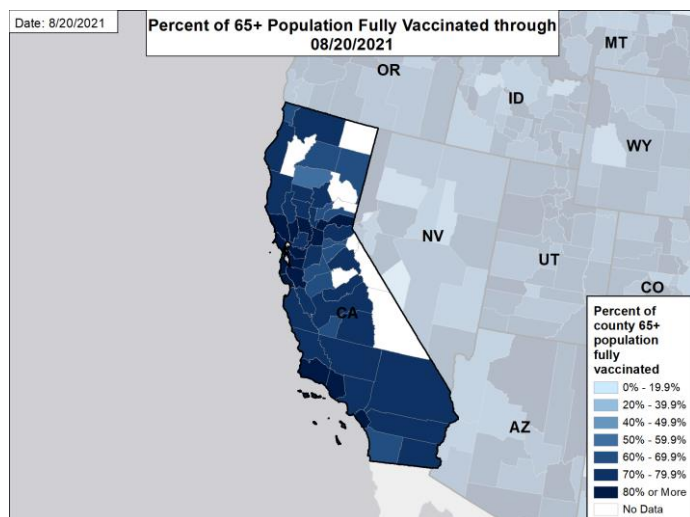 Date: 8/20/2021
Percent of 65+ Population Fully Vaccinated through
08/20/2021
MT
OR
ID
WY
NV
UT
CO
CA
AZ
Percent of
county 65+
population
fully
vaccinated
0% - 19.9%
20% - 39.9%
40% - 49.9%
50% - 59.9%
60% - 69.9%
70% - 79.9%
80% or More
No Data